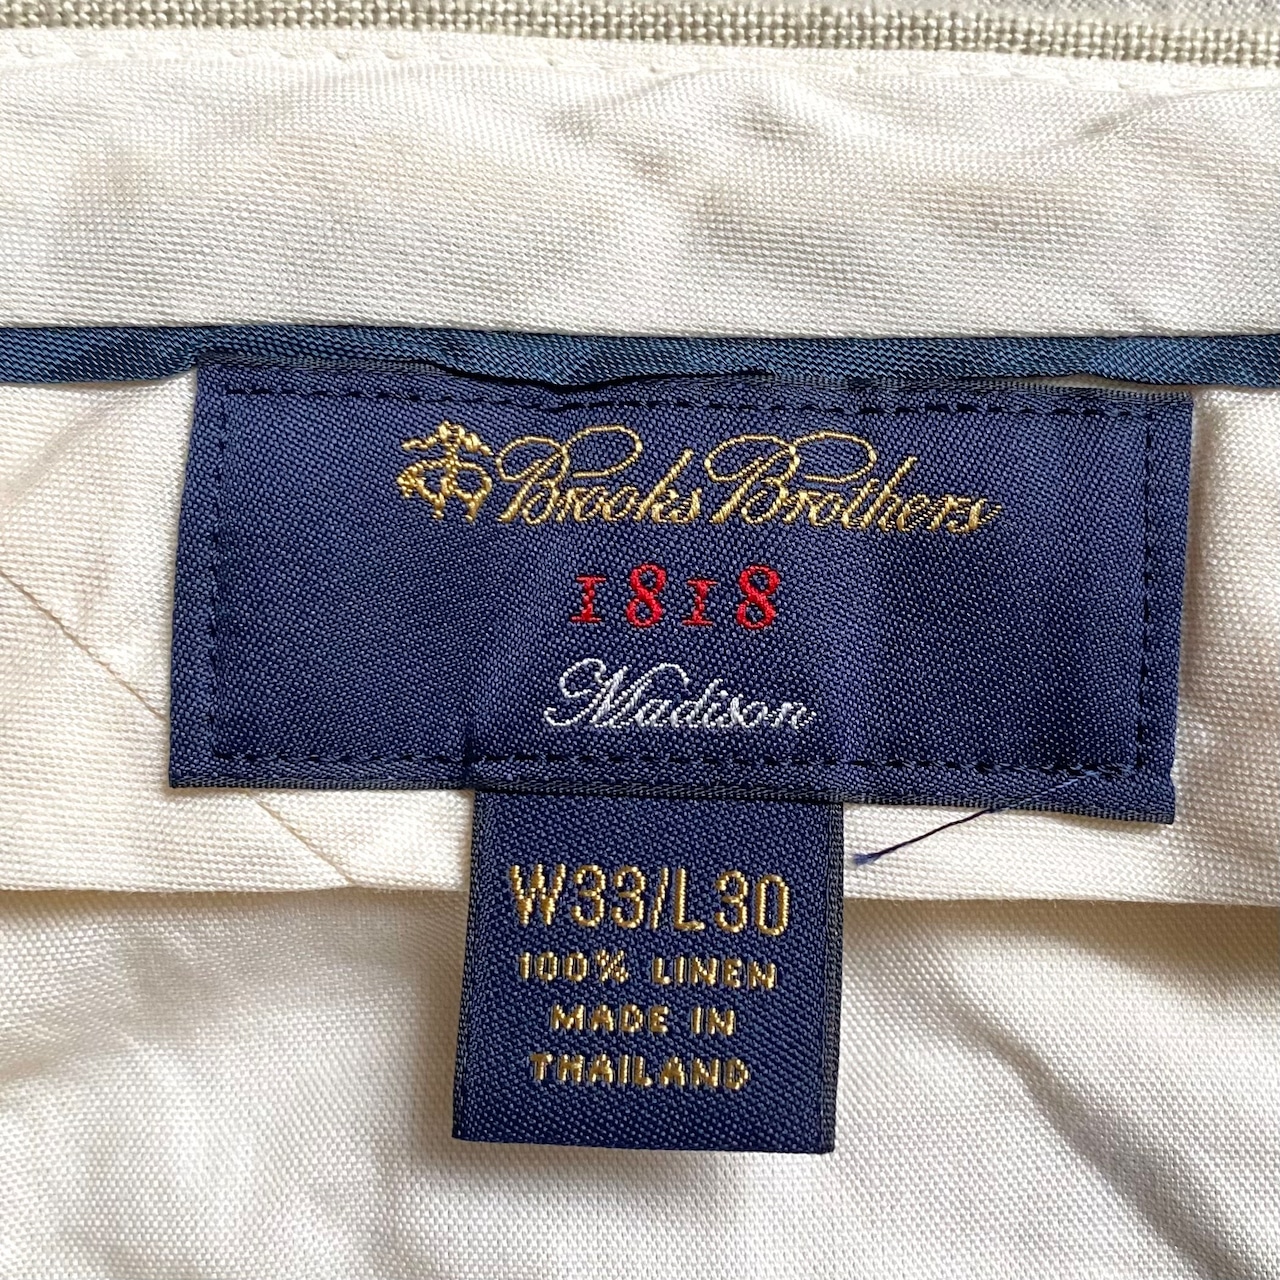 Brooks Brothers
1818
Madison
W33/L30
100% LINEN
MADE IN
THAILAND